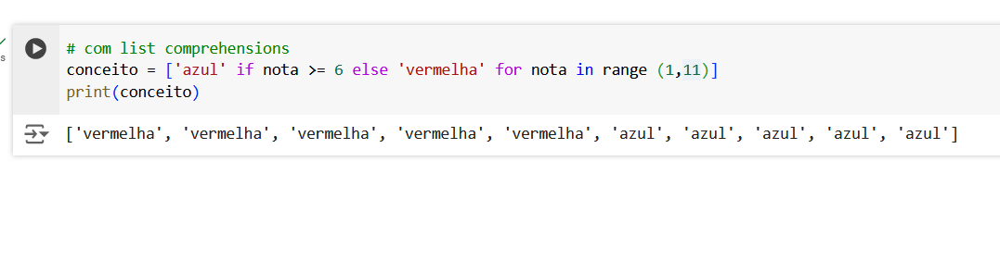 # com list comprehensions
conceito = ['azul' if nota >= 6 else 'vermelha' for nota in range (1,11)]
s
print(conceito)
['vermelha', 'vermelha', 'vermelha', 'vermelha', 'vermelha', 'azul', 'azul', 'azul', 'azul', 'azul']